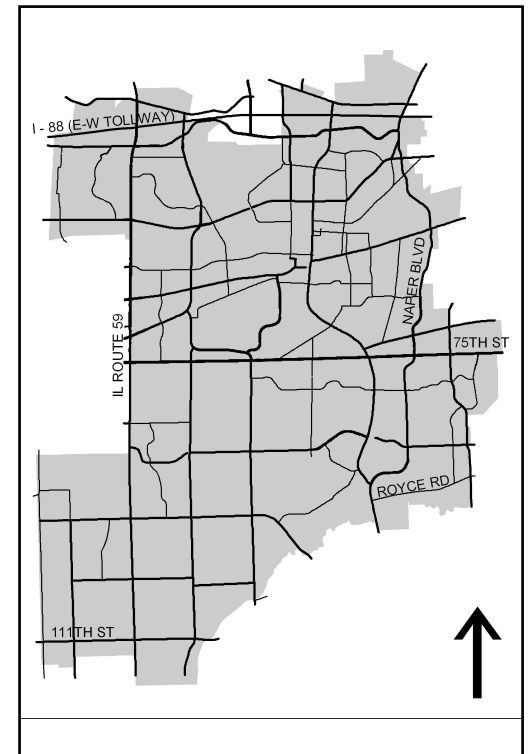 I - 88 (E-W TOLLWAY)
NAPER BLVD
IL ROUTE 59
75TH ST
ROYCE RD
111TH ST